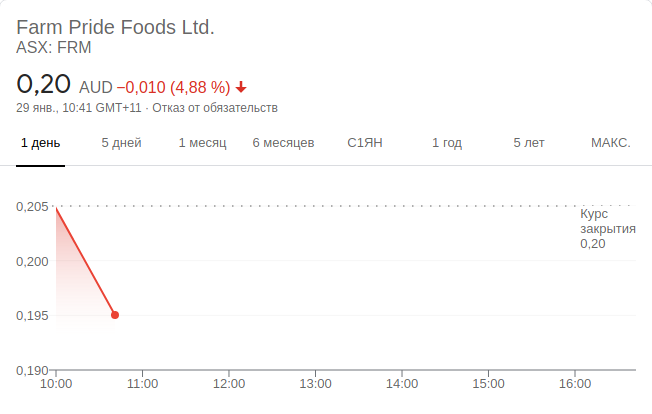 Farm Pride Foods Ltd.
ASX: FRM
0,20 AUD −0,010 (4,88 %)
29 янв., 10:41 GMT+11 · Отказ от обязательств
1 день 5 дней 1 месяц 6 месяцев С1ЯН 1 год 5 лет МАКС.
0,205
Курс
закрытия
0,20
0,200
0,195
0,190
10:00 11:00 12:00 13:00 14:00 15:00 16:00